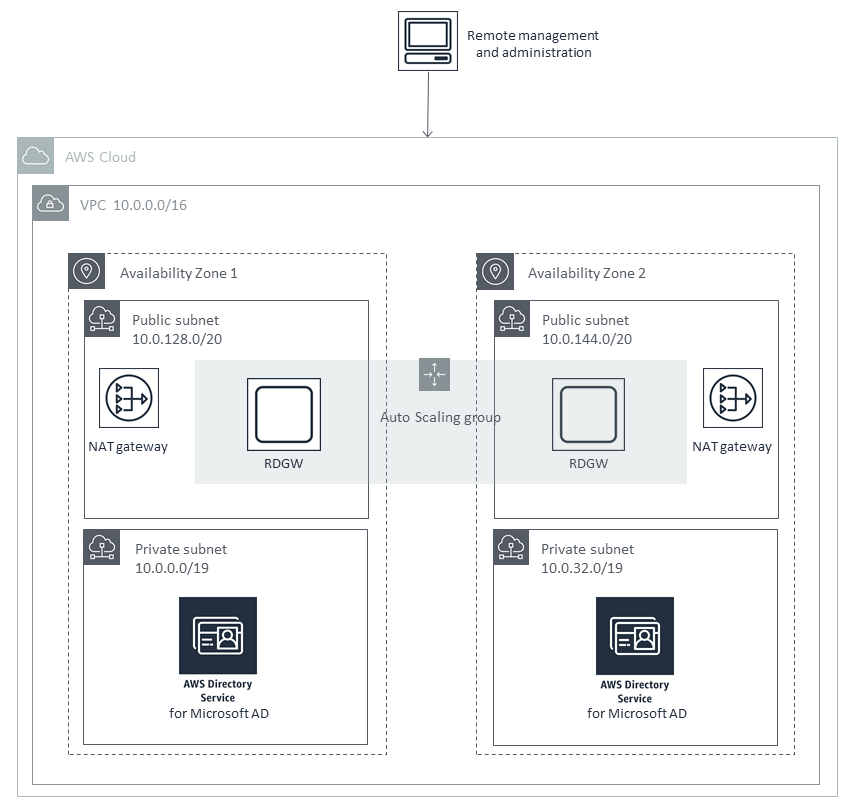 Remote management
and administration
AWS Cloud
VPC 10.0.0.0/16
Availability Zone 1
Public subnet
10.0.128.0/20
NAT gateway
RDGW
Auto Scaling group
Availability Zone 2
Public subnet
10.0.144.0/20
RDGW
NAT gateway
Private subnet
10.0.0.0/19
AWS Directory
Service
for Microsoft AD
Private subnet
10.0.32.0/19
AWS Directory
Service
for Microsoft AD